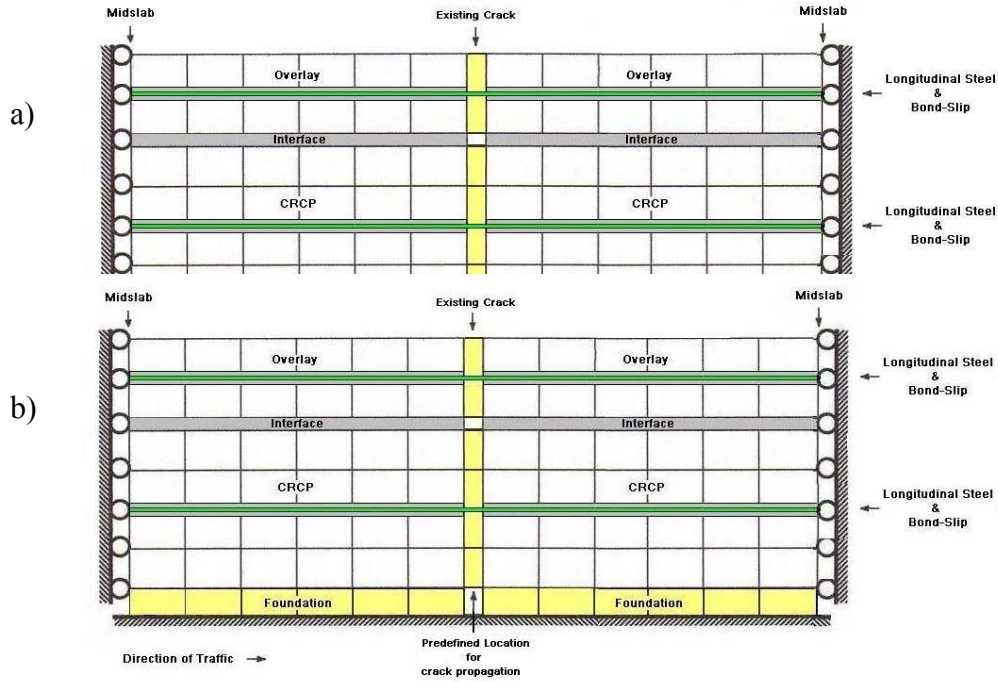 Midslab
Existing Crack
Midslab
a)
Overlay
Overlay
Longitudinal Steel
&
Bond-Slip
Interface
Interface
CRCP
CRCP
Longitudinal Steel
&
Bond-Slip
Midslab
Existing Crack
Midslab
b)
Overlay
Overlay
Longitudinal Steel
&
Bond-Slip
Interface
Interface
CRCP
CRCP
Longitudinal Steel
&
Bond-Slip
Foundation
Foundation
Direction of Traffic
Predefined Location
for
crack propagation